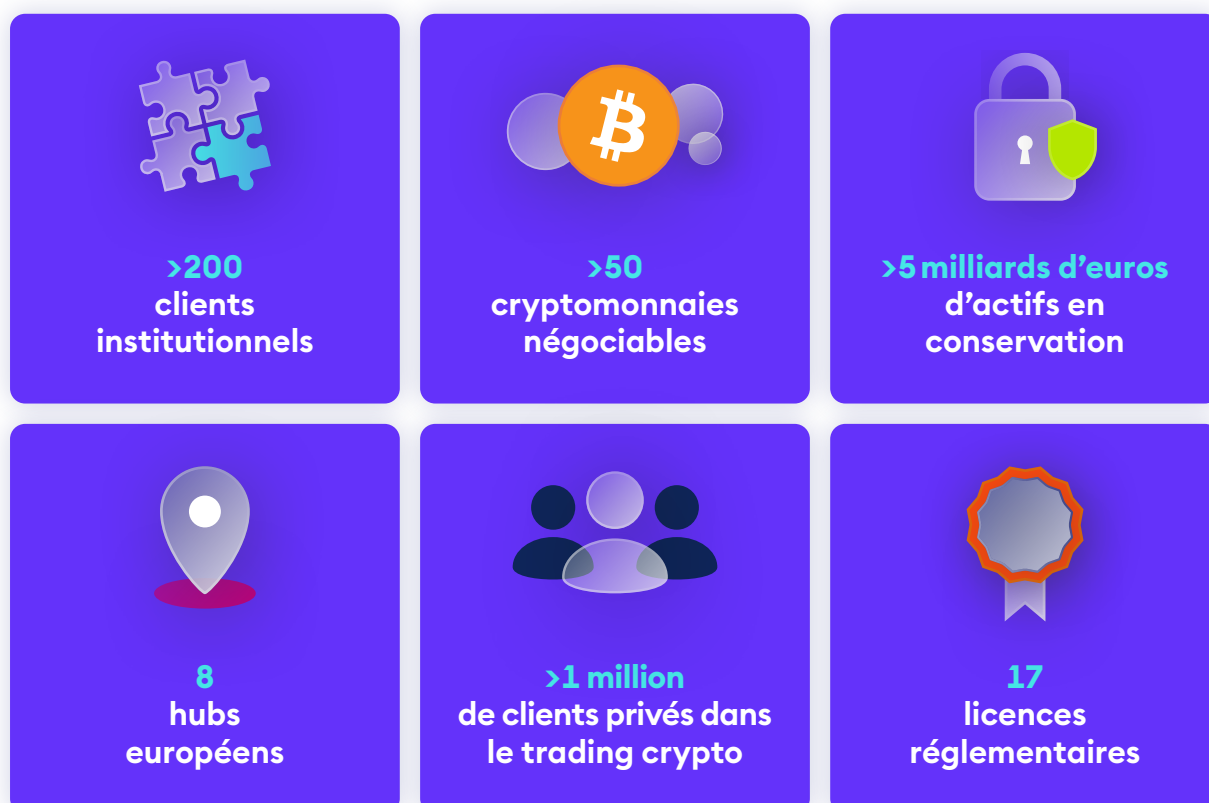 >200
clients
institutionnels
>50
cryptomonnaies
négociables
>5 milliards d’euros
d’actifs en
conservation
8
hubs
européens
>1 million
de clients privés dans
le trading crypto
17
licences
réglementaires